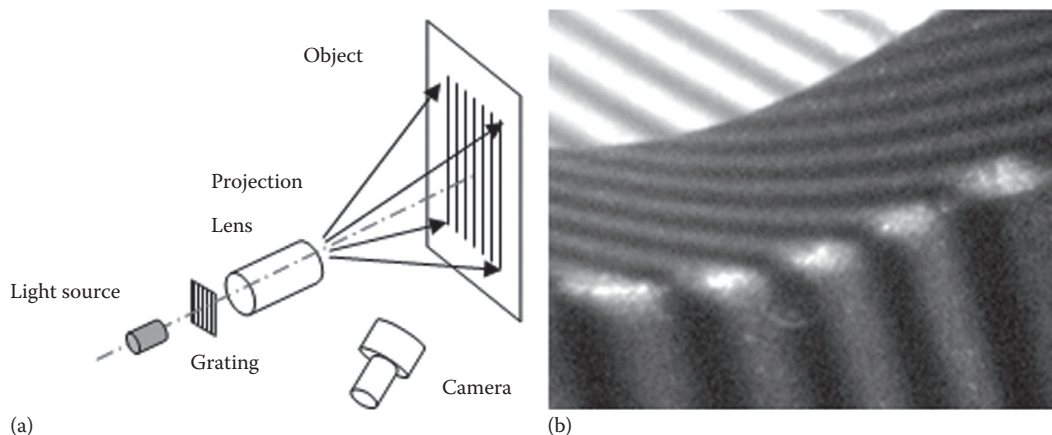 Object
Projection
Lens
Light source
Grating
Camera
(a)
(b)